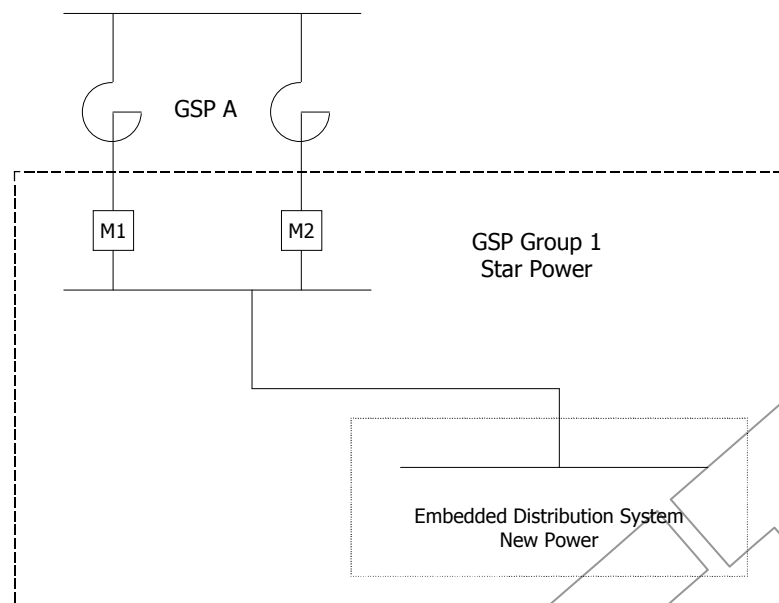 GSP A
M1
M2
GSP Group 1
Star Power
Embedded Distribution System
New Power